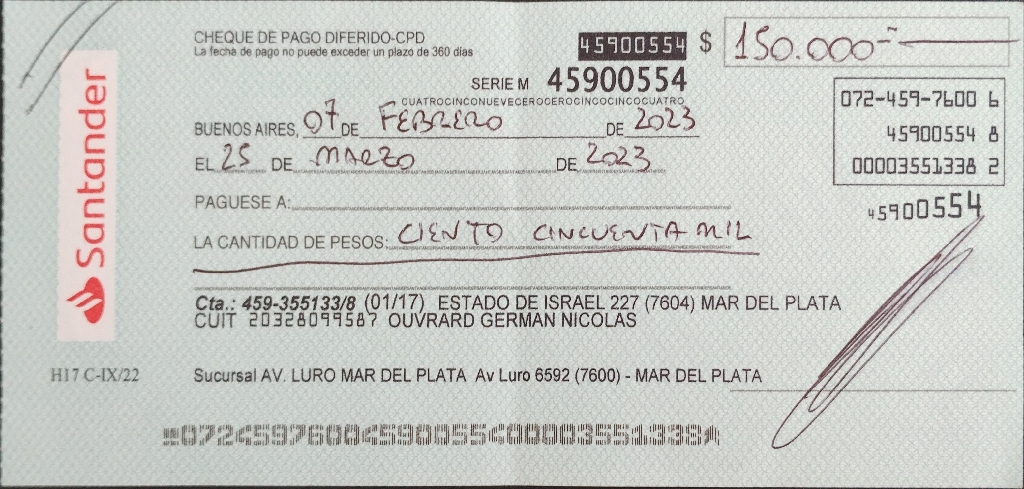 Santander
CHEQUE DE PAGO DIFERIDO-CPD
La fecha de pago no puede exceder un plazo de 360 días
45900554 $ 150.000=
SERIE M 45900554
CUATROCINCONUEVECEROCEROCINCOCINCOCUATRO
BUENOS AIRES, 07 DE FEBRERO DE 2023
EL 25 DE MARZO DE 2023
072-459-7600 6
45900554 8
00003551338 2
45900554
PAGUESE A:
LA CANTIDAD DE PESOS: CIENTO CINCUENTA MIL
Cta.: 459-355133/8 (01/17) ESTADO DE ISRAEL 227 (7604) MAR DEL PLATA
CUIT 20328099587 OUVRARD GERMAN NICOLAS
H17 C-IX/22
Sucursal AV. LURO MAR DEL PLATA Av Luro 6592 (7600) - MAR DEL PLATA
07245976004590055400003551338